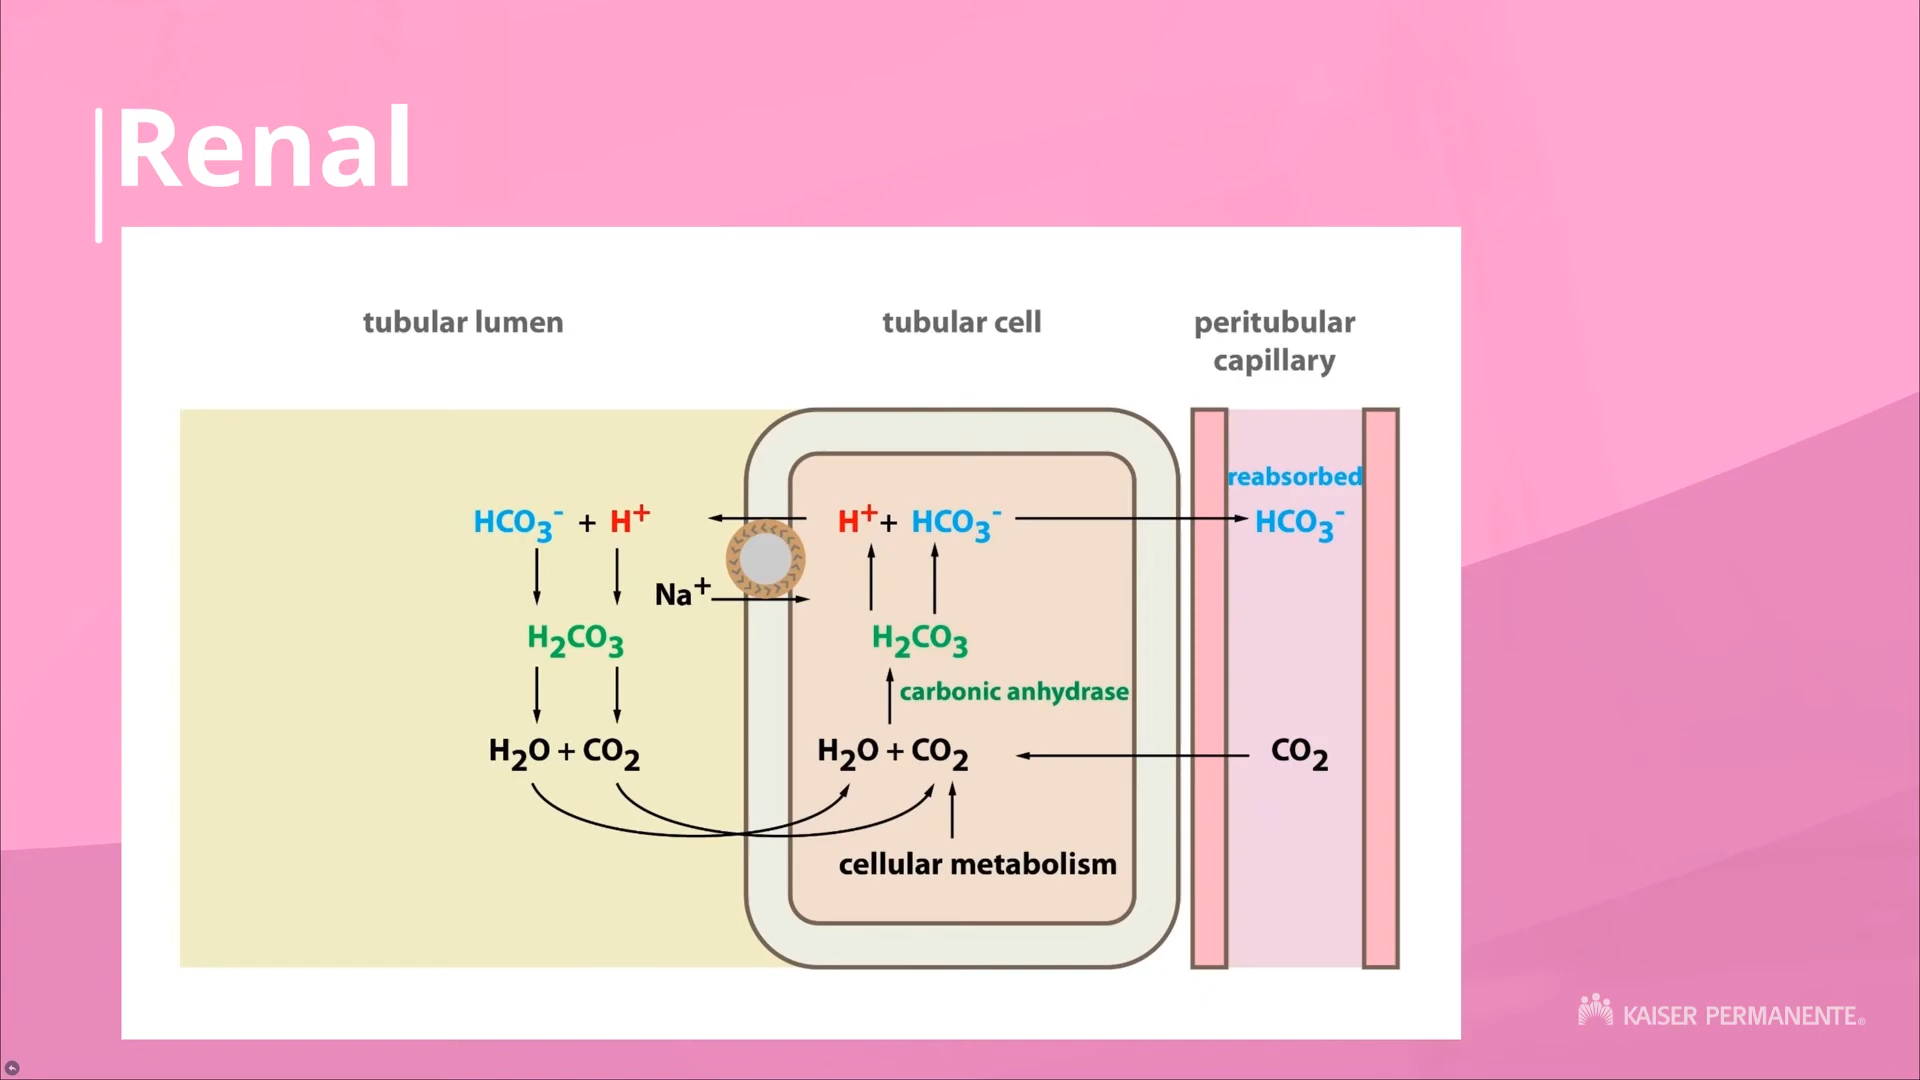 Renal
tubular lumen
tubular cell
peritubular
capillary
reabsorbed
HCO₃⁻ + H⁺
H⁺+ HCO₃⁻
HCO₃⁻
Na⁺
H₂CO₃
H₂CO₃
carbonic anhydrase
H₂O + CO₂
H₂O + CO₂
CO₂
cellular metabolism
KAISER PERMANENTE®